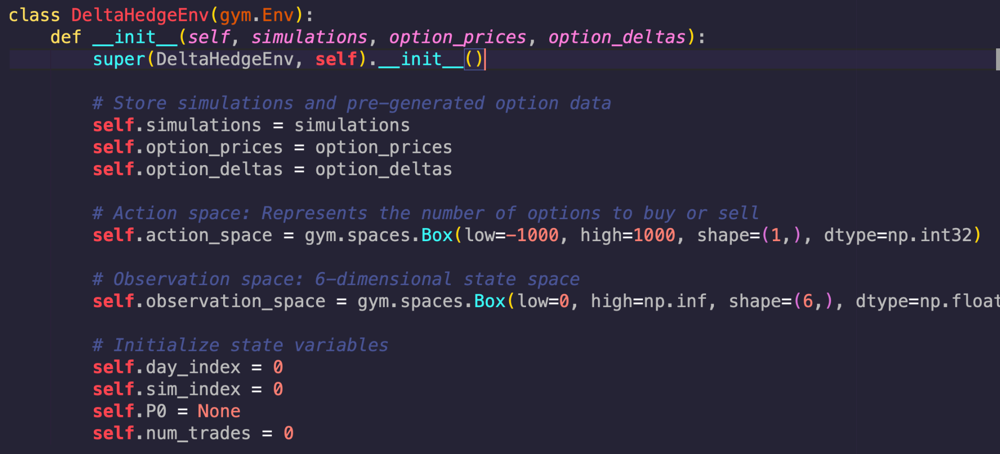 class DeltaHedgeEnv(gym.Env):
    def __init__(self, simulations, option_prices, option_deltas):
        super(DeltaHedgeEnv, self).__init__()

        # Store simulations and pre-generated option data
        self.simulations = simulations
        self.option_prices = option_prices
        self.option_deltas = option_deltas

        # Action space: Represents the number of options to buy or sell
        self.action_space = gym.spaces.Box(low=-1000, high=1000, shape=(1,), dtype=np.int32)

        # Observation space: 6-dimensional state space
        self.observation_space = gym.spaces.Box(low=0, high=np.inf, shape=(6,), dtype=np.float

        # Initialize state variables
        self.day_index = 0
        self.sim_index = 0
        self.P0 = None
        self.num_trades = 0